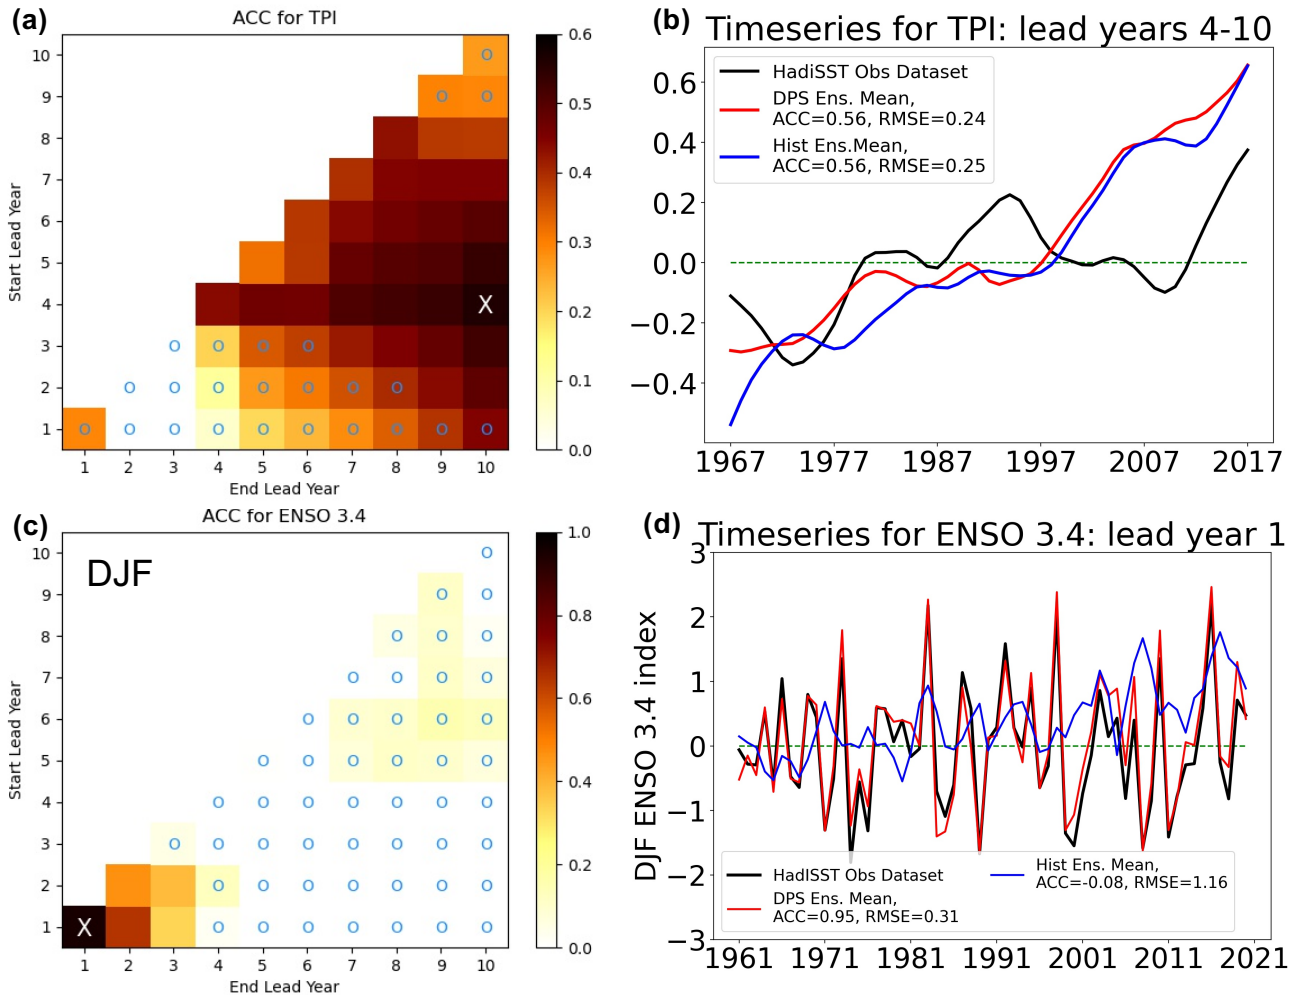 (a)
ACC for TPI
Start Lead Year
10
9
8
7
6
5
4
3
2
1
o
o o
X
o o o o
o o o o o o o
o o o o o o o o o o
1 2 3 4 5 6 7 8 9 10
End Lead Year
0.6
0.5
0.4
0.3
0.2
0.1
0.0
(b)
Timeseries for TPI: lead years 4-10
HadiSST Obs Dataset
DPS Ens. Mean,
ACC=0.56, RMSE=0.24
Hist Ens.Mean,
ACC=0.56, RMSE=0.25
0.6
0.4
0.2
0.0
−0.2
−0.4
1967 1977 1987 1997 2007 2017
(c)
ACC for ENSO 3.4
DJF
Start Lead Year
10
9
8
7
6
5
4
3
2
1
o
o o
o o o
o o o o
o o o o o
o o o o o o
o o o o o o o
o o o o o o o o
o o o o o o o
X o o o o o o o
1 2 3 4 5 6 7 8 9 10
End Lead Year
1.0
0.8
0.6
0.4
0.2
0.0
(d)
Timeseries for ENSO 3.4: lead year 1
DJF ENSO 3.4 index
3
2
1
0
−1
−2
−3
HadISST Obs Dataset
DPS Ens. Mean,
ACC=0.95, RMSE=0.31
Hist Ens. Mean,
ACC=-0.08, RMSE=1.16
1961 1971 1981 1991 2001 2011 2021